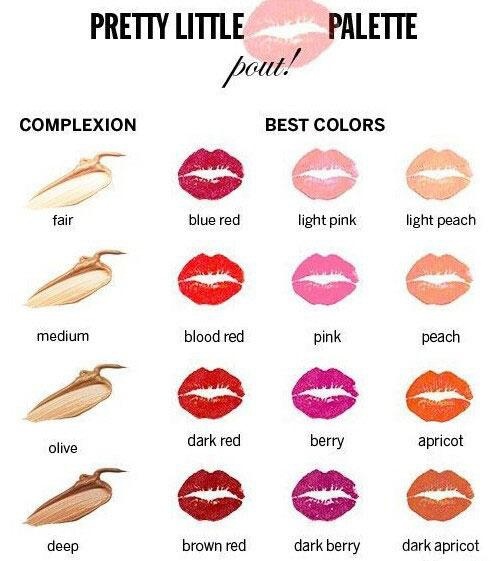 PRETTY LITTLE PALETTE
pout!
COMPLEXION BEST COLORS
fair blue red light pink light peach
medium blood red pink peach
olive dark red berry apricot
deep brown red dark berry dark apricot